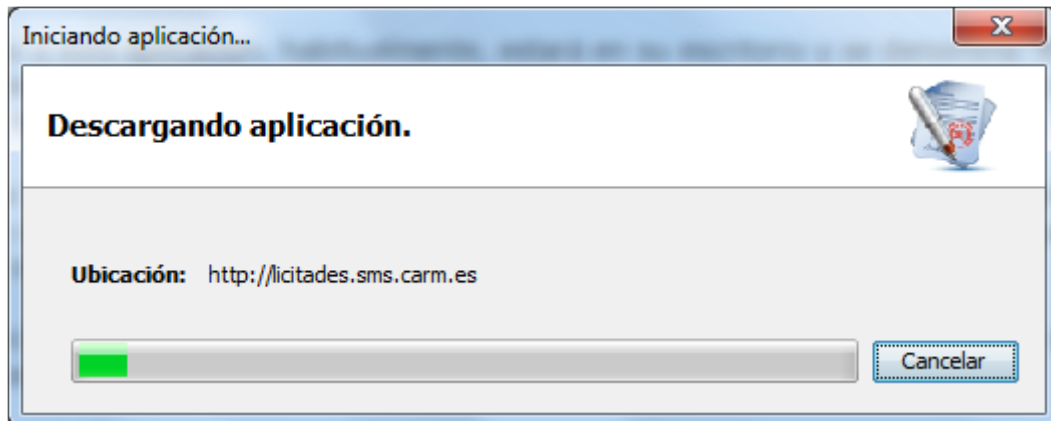 Iniciando aplicación...
Descargando aplicación.
Ubicación: http://licitades.sms.carm.es
Cancelar